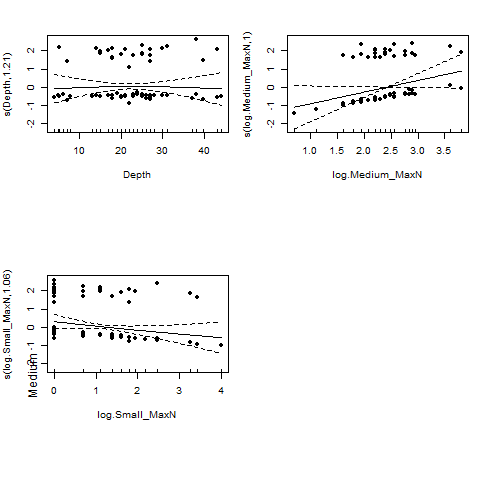 s(Depth,1.21)
2
1
0
-1
-2
10 20 30 40
Depth
s(log.Medium_MaxN,1)
2
1
0
-1
-2
1.0 1.5 2.0 2.5 3.0 3.5
log.Medium_MaxN
s(log.Small_MaxN,1.06)
Medium
2
1
0
-1
-2
0 1 2 3 4
log.Small_MaxN